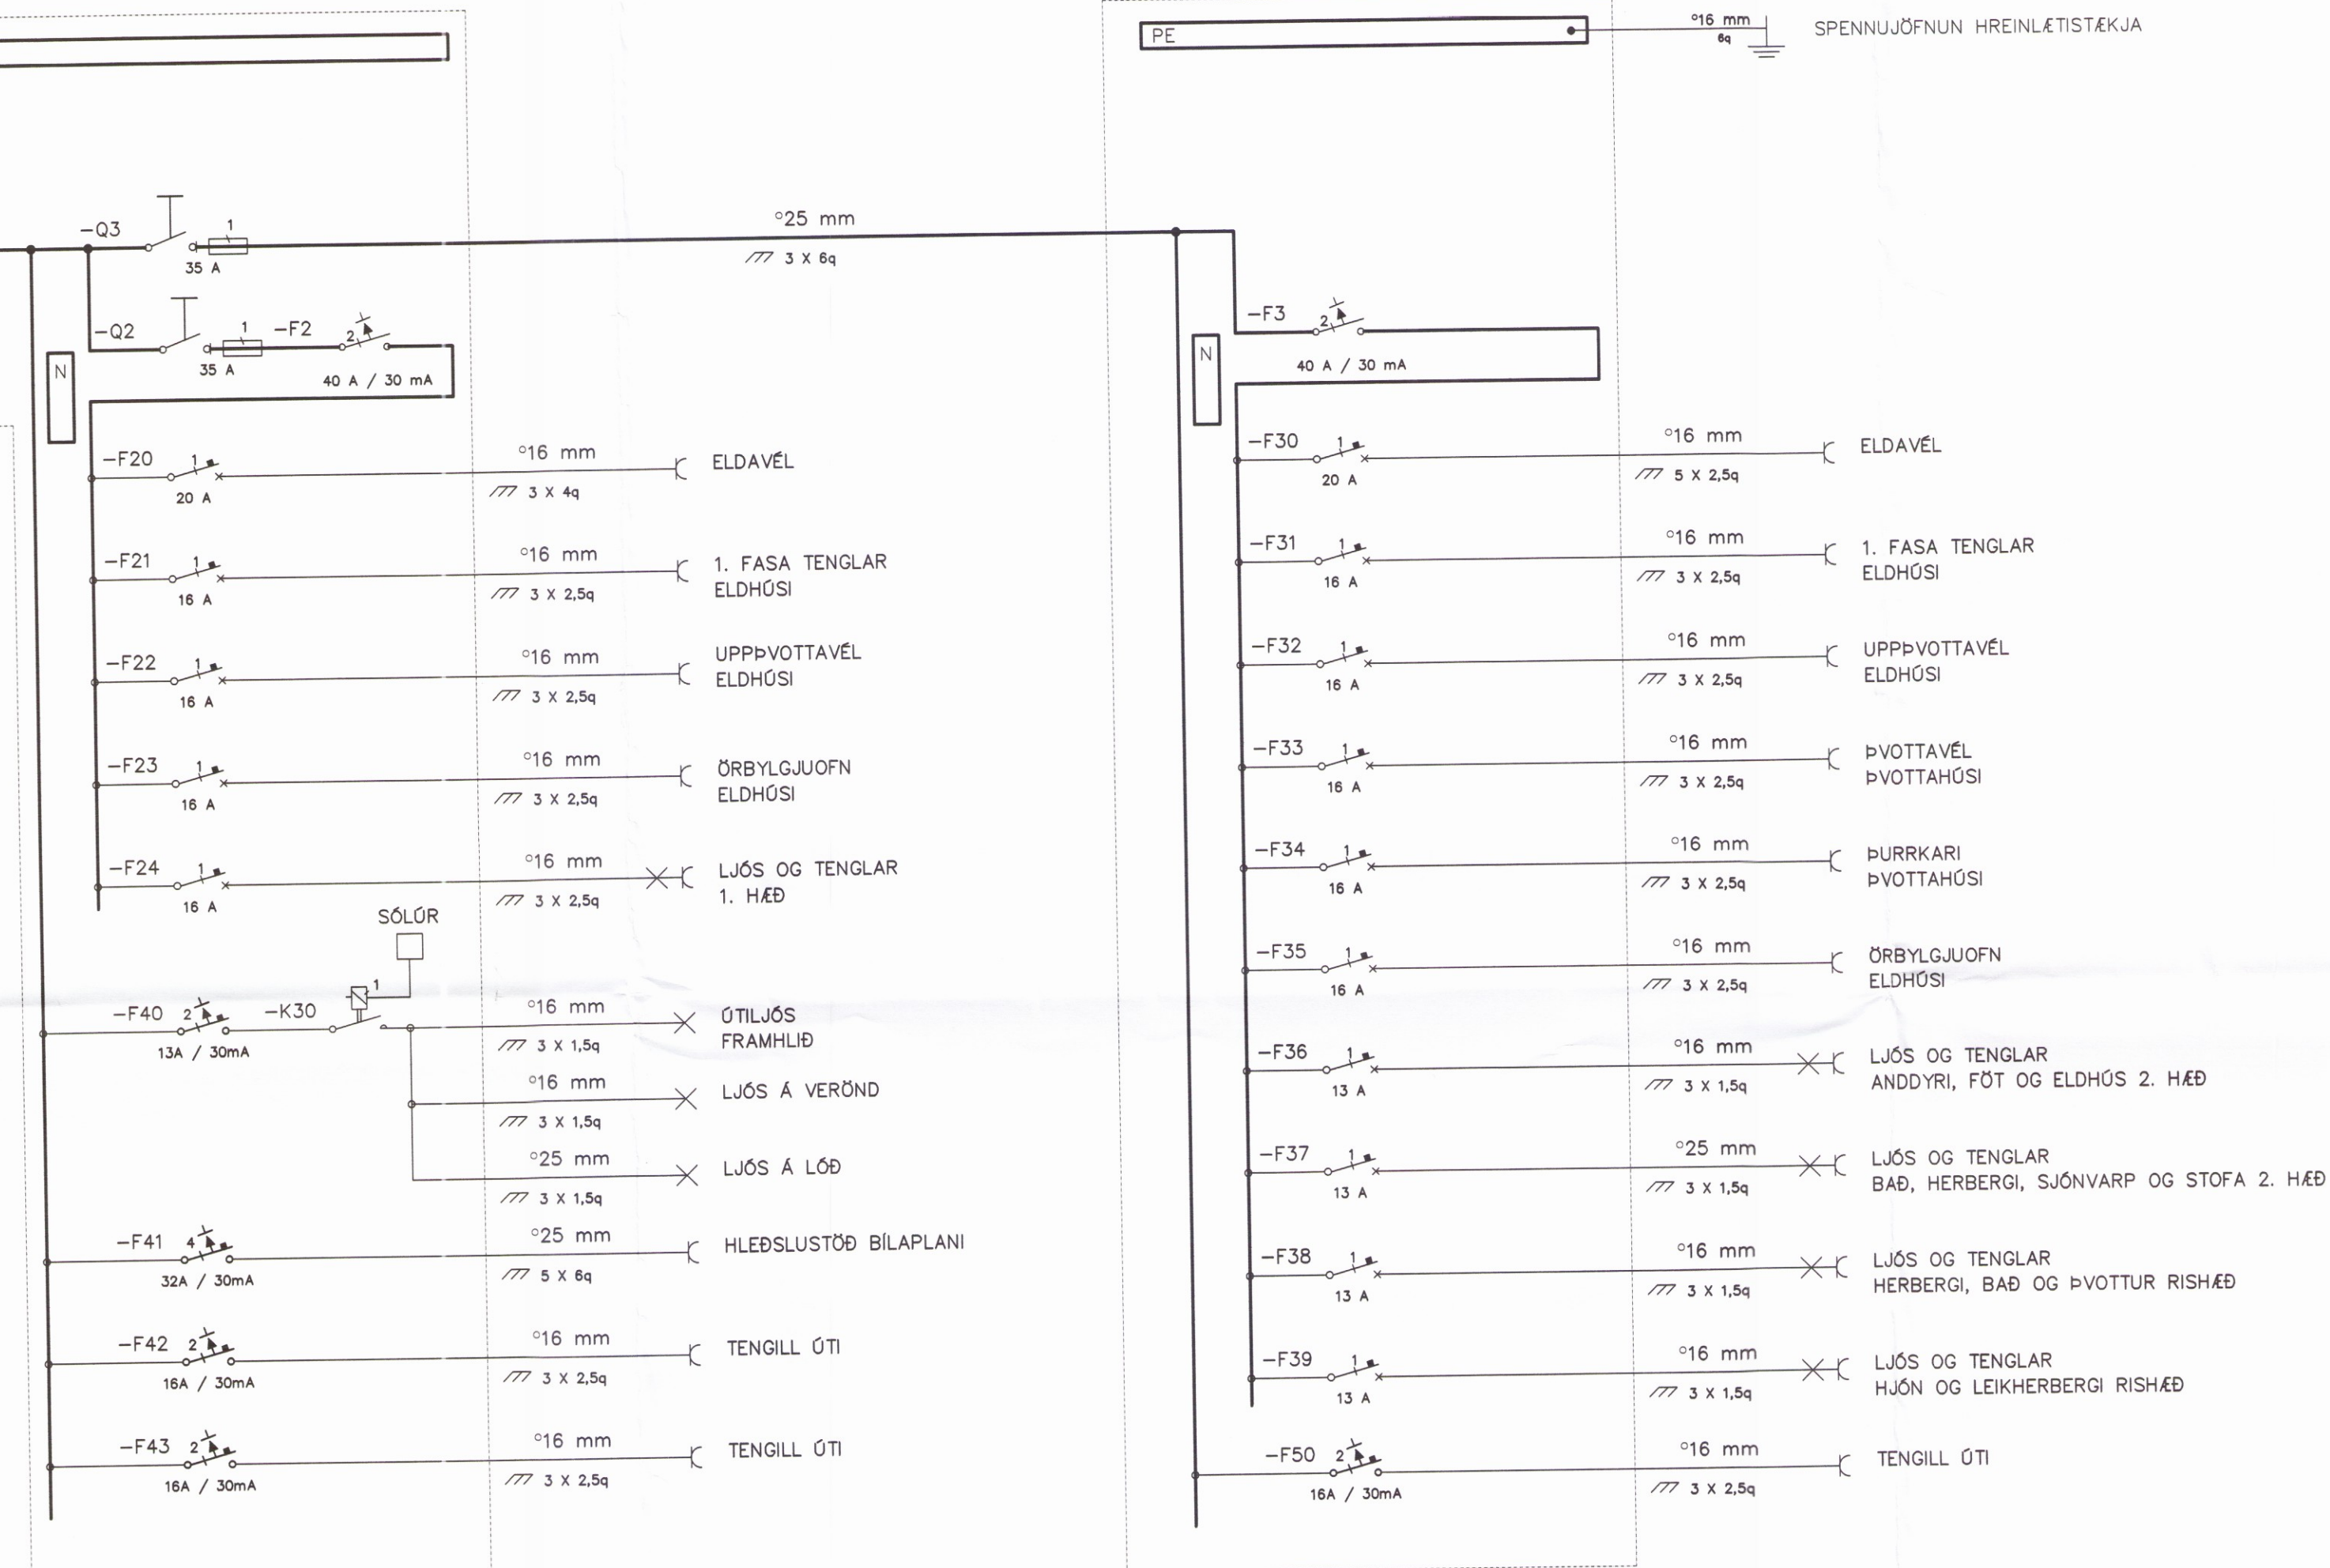 PE
°16 mm
6q
SPENNUJÖFNUN HREINLÆTISTÆKJA
-Q3
1
35 A
°25 mm
3 X 6q
-Q2
1
35 A
-F2
2
40 A / 30 mA
N
-F20
1
20 A
°16 mm
3 X 4q
ELDAVÉL
-F21
1
16 A
°16 mm
3 X 2,5q
1. FASA TENGLAR
ELDHÚSI
-F22
1
16 A
°16 mm
3 X 2,5q
UPPÞVOTTAVÉL
ELDHÚSI
-F23
1
16 A
°16 mm
3 X 2,5q
ÖRBYLGJUOFN
ELDHÚSI
-F24
1
16 A
°16 mm
3 X 2,5q
LJÓS OG TENGLAR
1. HÆÐ
SÓLÚR
-F40
2
13A / 30mA
-K30
1
°16 mm
3 X 1,5q
ÚTILJÓS
FRAMHLIÐ
°16 mm
3 X 1,5q
LJÓS Á VERÖND
°25 mm
3 X 1,5q
LJÓS Á LÓÐ
-F41
4
32A / 30mA
°25 mm
5 X 6q
HLEÐSLUSTÖÐ BÍLAPLANI
-F42
2
16A / 30mA
°16 mm
3 X 2,5q
TENGILL ÚTI
-F43
2
16A / 30mA
°16 mm
3 X 2,5q
TENGILL ÚTI
-F3
2
40 A / 30 mA
N
-F30
1
20 A
°16 mm
5 X 2,5q
ELDAVÉL
-F31
1
16 A
°16 mm
3 X 2,5q
1. FASA TENGLAR
ELDHÚSI
-F32
1
16 A
°16 mm
3 X 2,5q
UPPÞVOTTAVÉL
ELDHÚSI
-F33
1
16 A
°16 mm
3 X 2,5q
ÞVOTTAVÉL
ÞVOTTAHÚSI
-F34
1
16 A
°16 mm
3 X 2,5q
ÞURRKARI
ÞVOTTAHÚSI
-F35
1
16 A
°16 mm
3 X 2,5q
ÖRBYLGJUOFN
ELDHÚSI
-F36
1
13 A
°16 mm
3 X 1,5q
LJÓS OG TENGLAR
ANDDYRI, FÖT OG ELDHÚS 2. HÆÐ
-F37
1
13 A
°25 mm
3 X 1,5q
LJÓS OG TENGLAR
BAÐ, HERBERGI, SJÓNVARP OG STOFA 2. HÆÐ
-F38
1
13 A
°16 mm
3 X 1,5q
LJÓS OG TENGLAR
HERBERGI, BAÐ OG ÞVOTTUR RISHÆÐ
-F39
1
13 A
°16 mm
3 X 1,5q
LJÓS OG TENGLAR
HJÓN OG LEIKHERBERGI RISHÆÐ
-F50
2
16A / 30mA
°16 mm
3 X 2,5q
TENGILL ÚTI